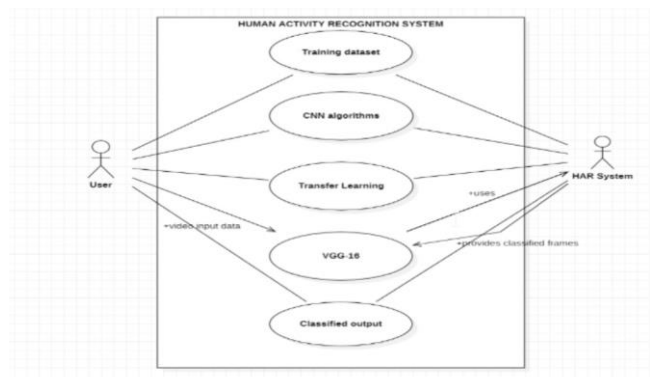 HUMAN ACTIVITY RECOGNITION SYSTEM
Training dataset
CNN algorithms
User
HAR System
Transfer Learning
+uses
+video input data
+provides classified frames
VGG-16
Classified output